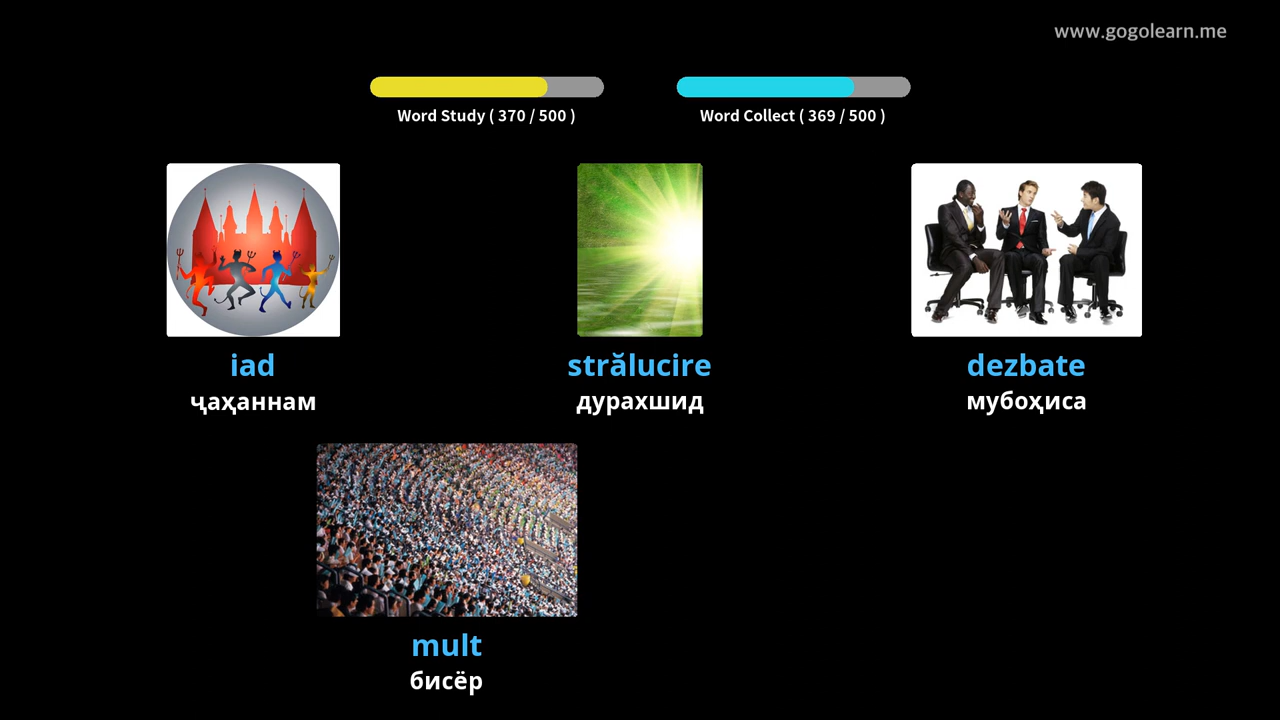 www.gogolearn.me
Word Study ( 370 / 500 )
Word Collect ( 369 / 500 )
iad
strălucire
dezbate
ҷаҳаннам
дурахшид
мубоҳиса
mult
бисёр